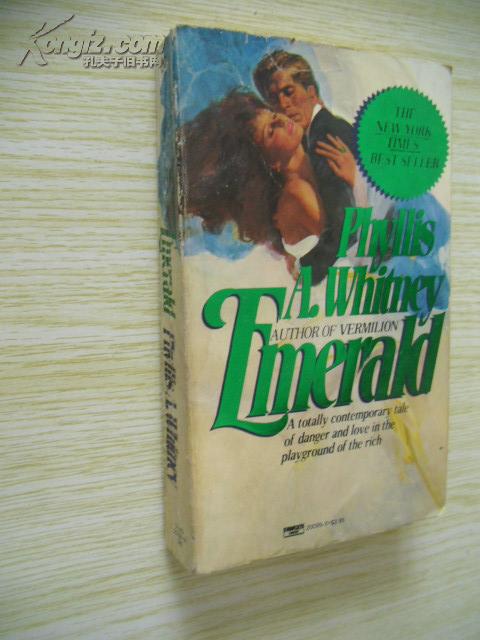 Kongfz.com
孔夫子旧书网
THE
NEW YORK
TIMES
BEST SELLER
Phyllis
A. Whitney
AUTHOR OF VERMILION
Emerald
A totally contemporary tale
of danger and love in the
playground of the rich
FAWCETT
Emerald Phyllis A. Whitney